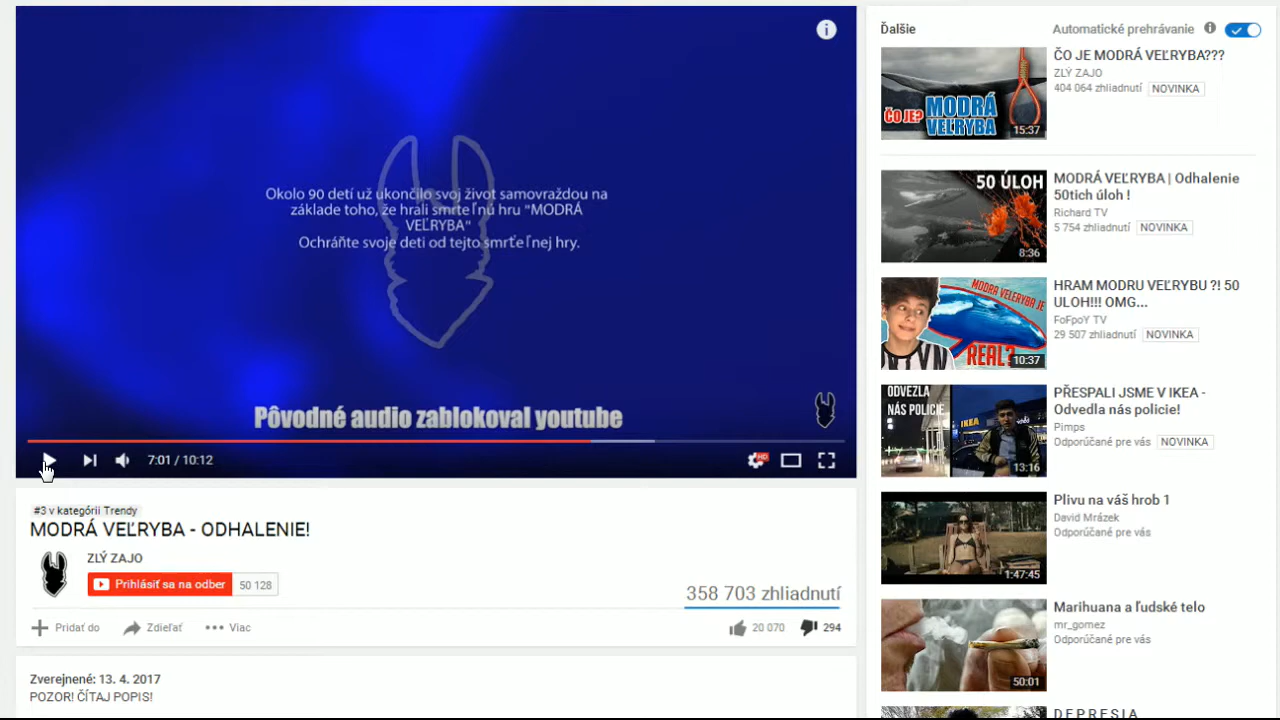 Okolo 90 detí už ukončilo svoj život samovraždou na
základe toho, že hrali smrteľnú hru "MODRÁ
VEĽRYBA"
Ochráňte svoje deti od tejto smrťeľnej hry.
Pôvodné audio zablokoval youtube
7:01 / 10:12
HD
#3 v kategórii Trendy
MODRÁ VEĽRYBA - ODHALENIE!
ZLÝ ZAJO
Prihlásiť sa na odber
50 128
358 703 zhliadnutí
Pridať do
Zdieľať
Viac
20 070
294
Zverejnené: 13. 4. 2017
POZOR! ČÍTAJ POPIS!
Ďalšie
Automatické prehrávanie
ČO JE?
MODRÁ
VEĽRYBA
15:37
ČO JE MODRÁ VEĽRYBA???
ZLÝ ZAJO
404 064 zhliadnutí NOVINKA
50 ÚLOH
8:36
MODRÁ VEĽRYBA | Odhalenie
50tich úloh !
Richard TV
5 754 zhliadnutí NOVINKA
MODRA VELERYBA JE
REAL?
10:37
HRAM MODRU VEĽRYBU ?! 50
ULOH!!! OMG...
FoFpoY TV
29 507 zhliadnutí NOVINKA
ODVEZLA
NÁS POLICIE
IKEA
13:16
PŘESPALI JSME V IKEA -
Odvedla nás policie!
Pimps
Odporúčané pre vás NOVINKA
1:47:45
Plivu na váš hrob 1
David Mrázek
Odporúčané pre vás
50:01
Marihuana a ľudské telo
mr_gomez
Odporúčané pre vás
D E P R E S I A